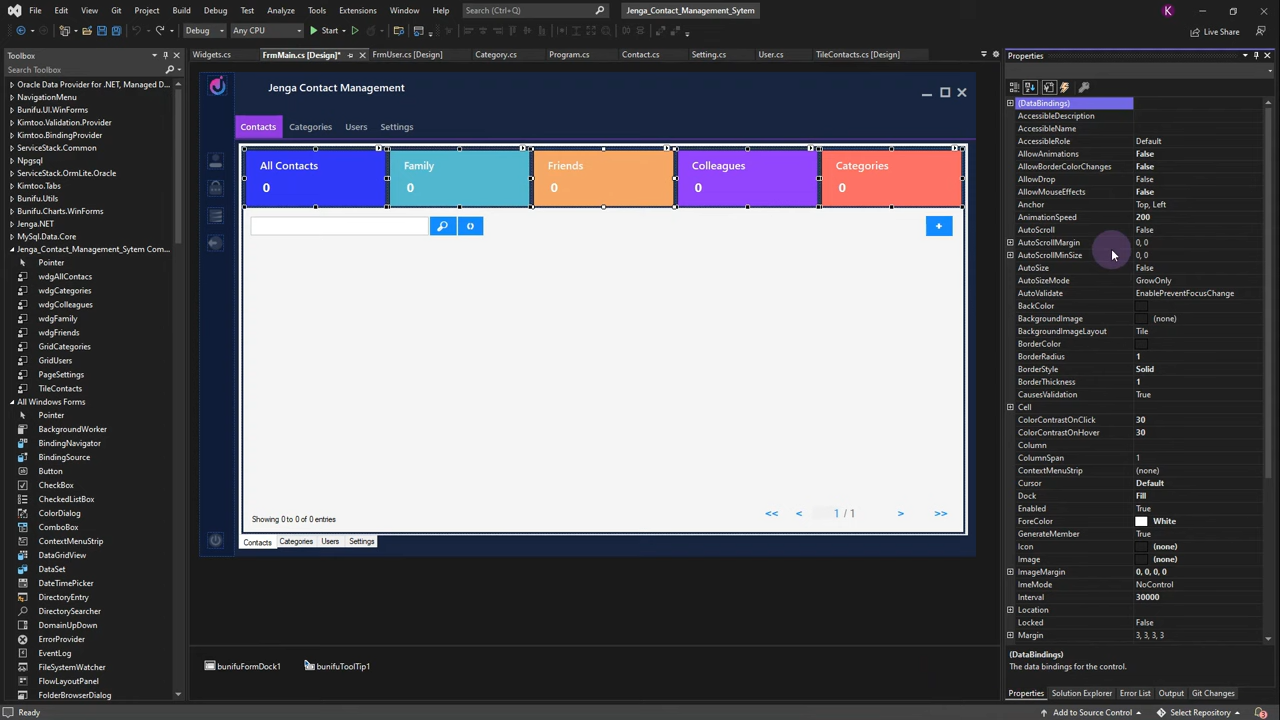 File Edit View Git Project Build Debug Test Analyze Tools Extensions Window Help Search (Ctrl+Q) Jenga_Contact_Management_Sytem K
Debug Any CPU Start Live Share
Toolbox Widgets.cs FrmMain.cs [Design]* FrmUser.cs [Design] Category.cs Program.cs Contact.cs Setting.cs User.cs TileContacts.cs [Design] Properties
Search Toolbox
Oracle Data Provider for .NET, Managed D...
NavigationMenu
Bunifu.UI.WinForms
Kimtoo.Validation.Provider
Kimtoo.BindingProvider
ServiceStack.Common
Npgsql
ServiceStack.OrmLite.Oracle
Kimtoo.Tabs
Bunifu.Utils
Bunifu.Charts.WinForms
Jenga.NET
MySql.Data.Core
Jenga_Contact_Management_Sytem Com...
Pointer
wdgAllContacs
wdgCategories
wdgColleagues
wdgFamily
wdgFriends
GridCategories
GridUsers
PageSettings
TileContacts
All Windows Forms
Pointer
BackgroundWorker
BindingNavigator
BindingSource
Button
CheckBox
CheckedListBox
ColorDialog
ComboBox
ContextMenuStrip
DataGridView
DataSet
DateTimePicker
DirectoryEntry
DirectorySearcher
DomainUpDown
ErrorProvider
EventLog
FileSystemWatcher
FlowLayoutPanel
FolderBrowserDialog
Jenga Contact Management
Contacts Categories Users Settings
All Contacts Family Friends Colleagues Categories
0 0 0 0 0
+
Showing 0 to 0 of 0 entries << < 1 / 1 > >>
Contacts Categories Users Settings
bunifuFormDock1 bunifuToolTip1
(DataBindings)
AccessibleDescription
AccessibleName
AccessibleRole Default
AllowAnimations False
AllowBorderColorChanges False
AllowDrop False
AllowMouseEffects False
Anchor Top, Left
AnimationSpeed 200
AutoScroll False
AutoScrollMargin 0, 0
AutoScrollMinSize 0, 0
AutoSize False
AutoSizeMode GrowOnly
AutoValidate EnablePreventFocusChange
BackColor
BackgroundImage (none)
BackgroundImageLayout Tile
BorderColor
BorderRadius 1
BorderStyle Solid
BorderThickness 1
CausesValidation True
Cell
ColorContrastOnClick 30
ColorContrastOnHover 30
Column
ColumnSpan 1
ContextMenuStrip (none)
Cursor Default
Dock Fill
Enabled True
ForeColor White
GenerateMember True
Icon (none)
Image (none)
ImageMargin 0, 0, 0, 0
ImeMode NoControl
Interval 30000
Location
Locked False
Margin 3, 3, 3, 3
(DataBindings)
The data bindings for the control.
Properties Solution Explorer Error List Output Git Changes
Ready Add to Source Control Select Repository